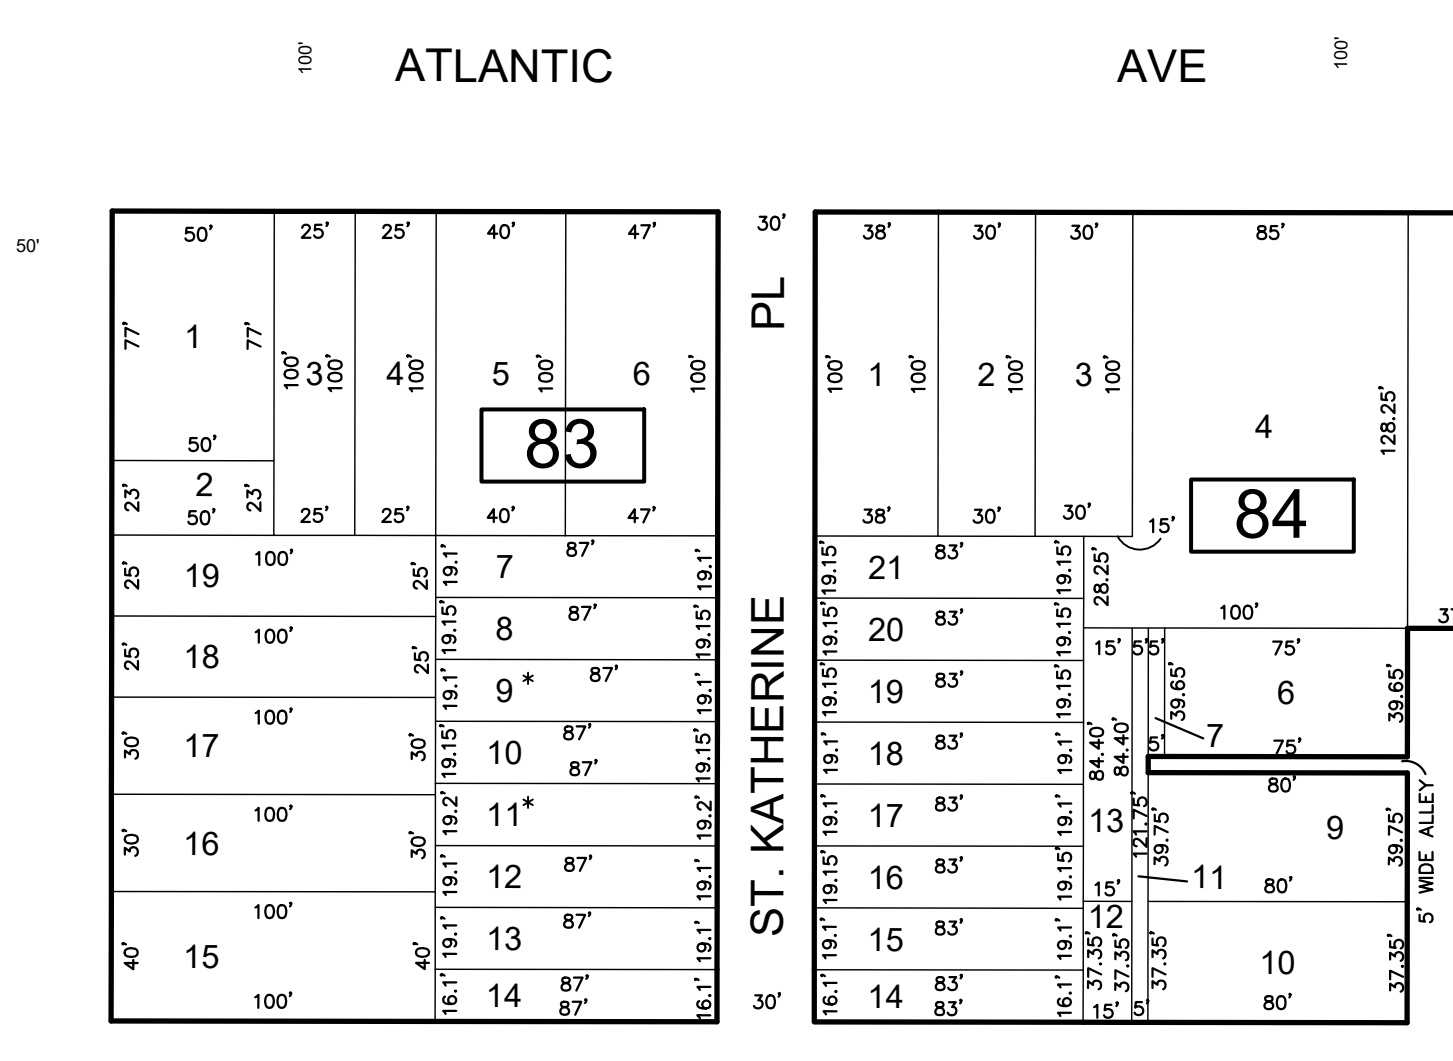 100'
ATLANTIC AVE
100'
50'
50' 25' 25' 40' 47'
77' 1 77'
100' 3 100' 4 100' 5 100' 6 100'
83
50'
23' 2 23'
50' 25' 25' 40' 47'
100'
25' 19 25'
100'
25' 18 25'
100'
30' 17 30'
100'
30' 16 30'
100'
40' 15 40'
100'
87'
19.1' 7 19.1'
87'
19.15' 8 19.15'
87'
19.1' 9* 19.1'
87'
19.15' 10 19.15'
87'
19.2' 11* 19.2'
87'
19.1' 12 19.1'
87'
19.1' 13 19.1'
87'
16.1' 14 16.1'
87'
30'
ST. KATHERINE PL
30'
38' 30' 30' 85'
100' 1 100' 2 100' 3 100'
4 128.25'
84
38' 30' 30' 15'
83'
19.15' 21 19.15'
28.25'
100'
83'
19.15' 20 19.15'
83'
19.15' 19 19.15'
83'
19.1' 18 19.1'
83'
19.1' 17 19.1'
83'
19.15' 16 19.15'
83'
19.1' 15 19.1'
83'
16.1' 14 16.1'
83'
15' 5' 5' 75'
39.65' 6 39.65'
7
5' 75'
84.40' 84.40'
13
121.75'
80'
39.75' 9 39.75'
11
15' 80'
12
37.35' 37.35' 37.35' 10 37.35'
15' 5' 80'
5' WIDE ALLEY